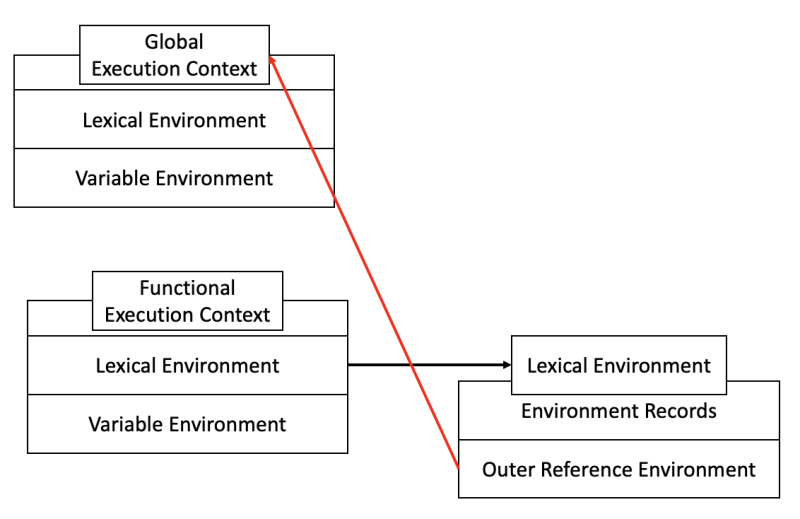 Global
Execution Context
Lexical Environment
Variable Environment
Functional
Execution Context
Lexical Environment
Variable Environment
Lexical Environment
Environment Records
Outer Reference Environment